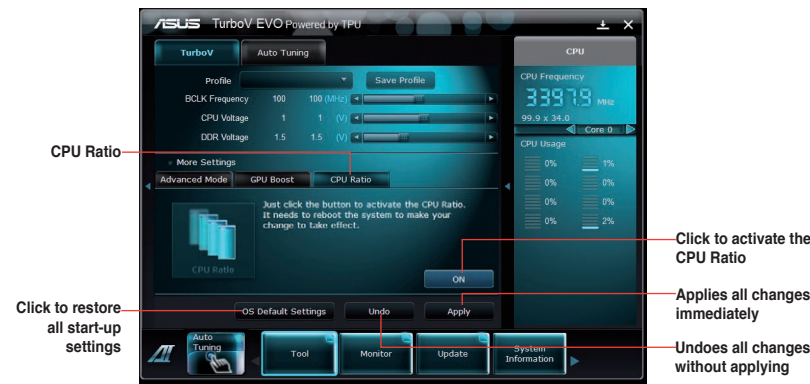 ASUS TurboV EVO Powered by TPU
TurboV
Auto Tuning
Profile
Save Profile
BCLK Frequency 100 100 (MHz)
CPU Voltage 1 1 (V)
DDR Voltage 1.5 1.5 (V)
More Settings
Advanced Mode
GPU Boost
CPU Ratio
Just click the button to activate the CPU Ratio.
It needs to reboot the system to make your
change to take effect.
CPU Ratio
ON
OS Default Settings
Undo
Apply
CPU
CPU Frequency
3397.9 MHz
99.9 x 34.0
Core 0
CPU Usage
0% 1%
0% 0%
0% 0%
0% 2%
Auto
Tuning
Tool
Monitor
Update
System
Information
CPU Ratio
Click to restore
all start-up
settings
Click to activate the
CPU Ratio
Applies all changes
immediately
Undoes all changes
without applying